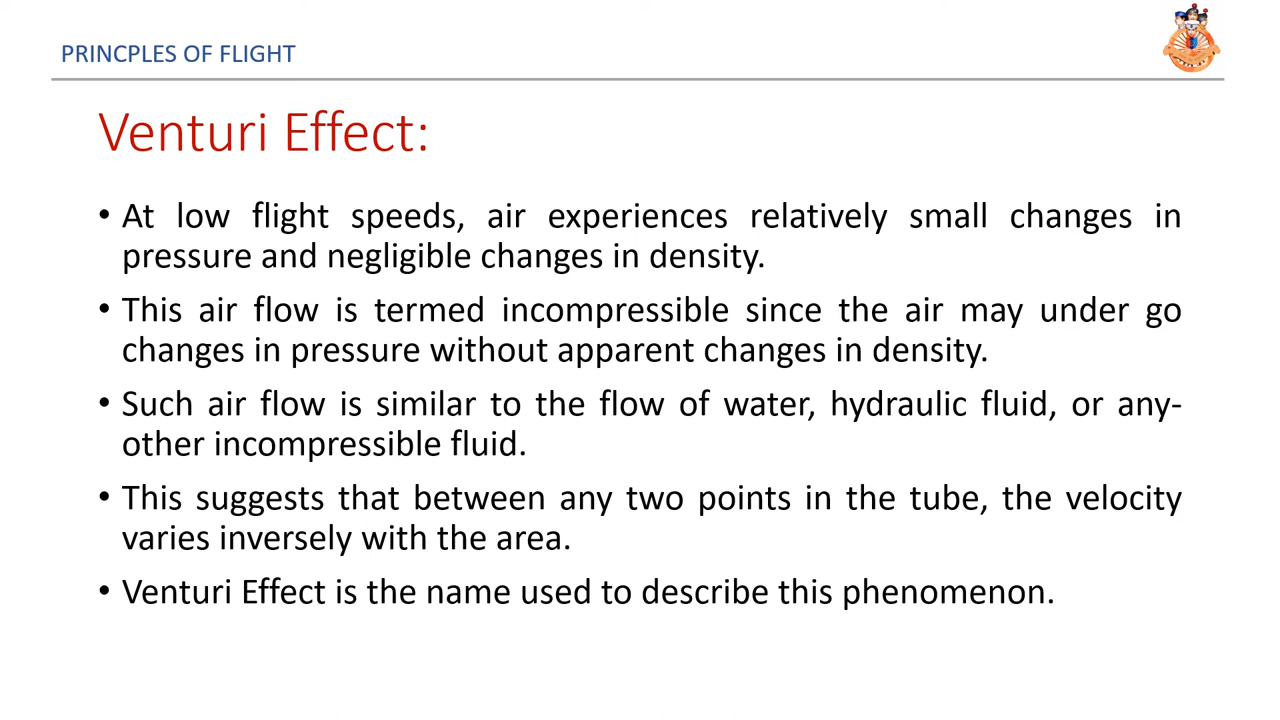 PRINCPLES OF FLIGHT
Venturi Effect:
• At low flight speeds, air experiences relatively small changes in
pressure and negligible changes in density.
• This air flow is termed incompressible since the air may under go
changes in pressure without apparent changes in density.
• Such air flow is similar to the flow of water, hydraulic fluid, or any-
other incompressible fluid.
• This suggests that between any two points in the tube, the velocity
varies inversely with the area.
• Venturi Effect is the name used to describe this phenomenon.